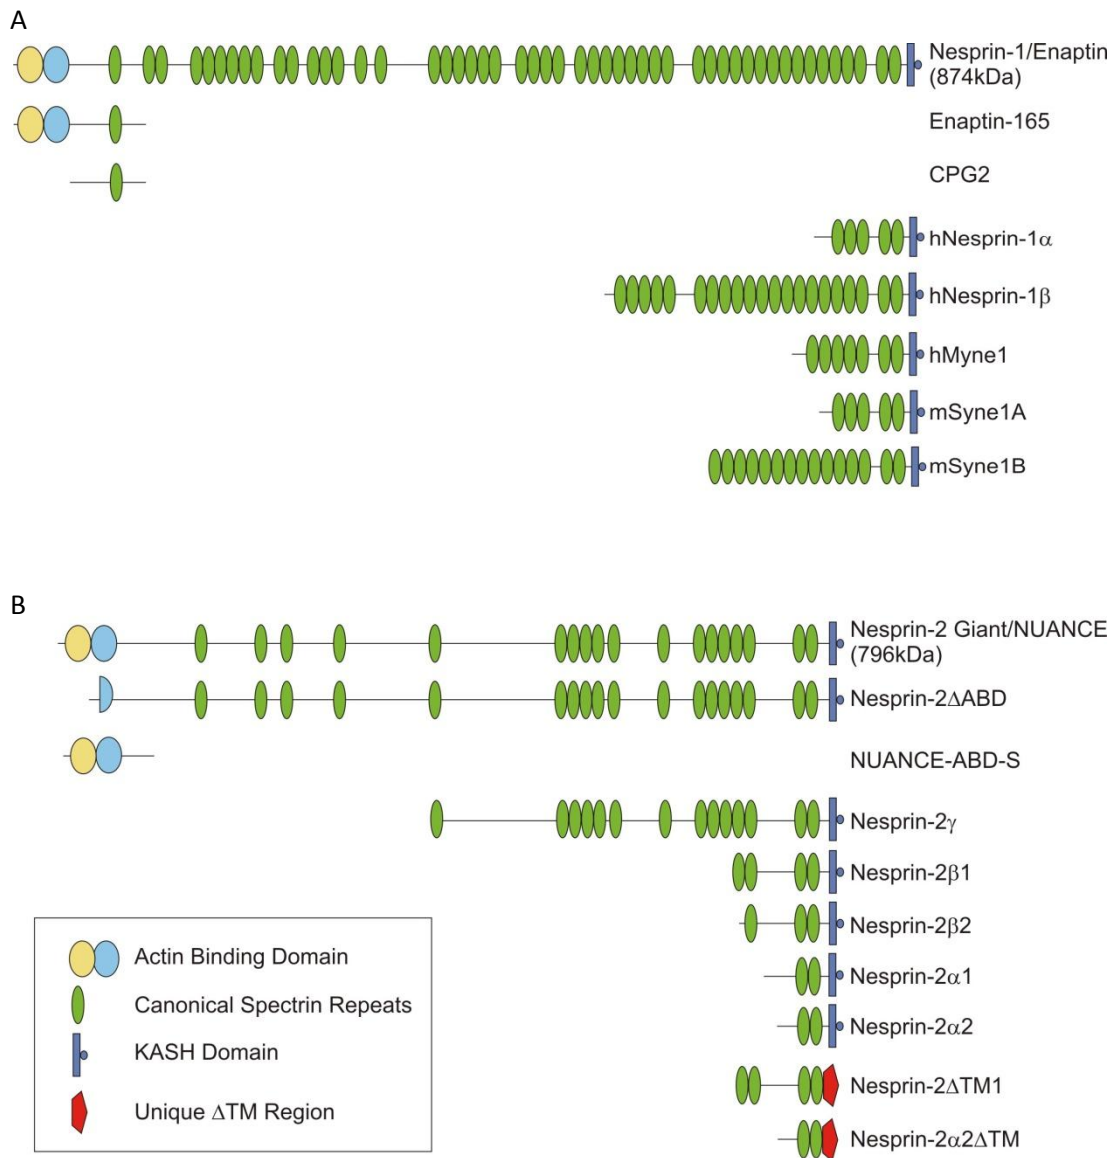 A
Nesprin-1/Enaptin
(874kDa)
Enaptin-165
CPG2
hNesprin-1α
hNesprin-1β
hMyne1
mSyne1A
mSyne1B
B
Nesprin-2 Giant/NUANCE
(796kDa)
Nesprin-2ΔABD
NUANCE-ABD-S
Nesprin-2γ
Nesprin-2β1
Nesprin-2β2
Nesprin-2α1
Nesprin-2α2
Nesprin-2ΔTM1
Nesprin-2α2ΔTM
Actin Binding Domain
Canonical Spectrin Repeats
KASH Domain
Unique ΔTM Region